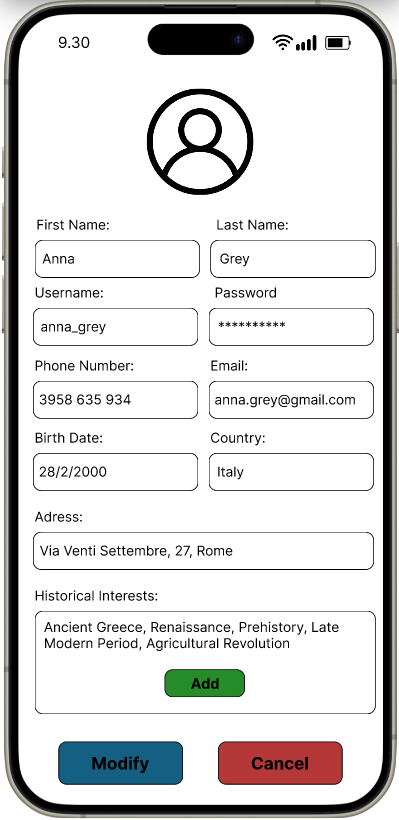 9.30
First Name: Last Name:
Anna Grey
Username: Password
anna_grey **********
Phone Number: Email:
3958 635 934 anna.grey@gmail.com
Birth Date: Country:
28/2/2000 Italy
Adress:
Via Venti Settembre, 27, Rome
Historical Interests:
Ancient Greece, Renaissance, Prehistory, Late
Modern Period, Agricultural Revolution
Add
Modify Cancel